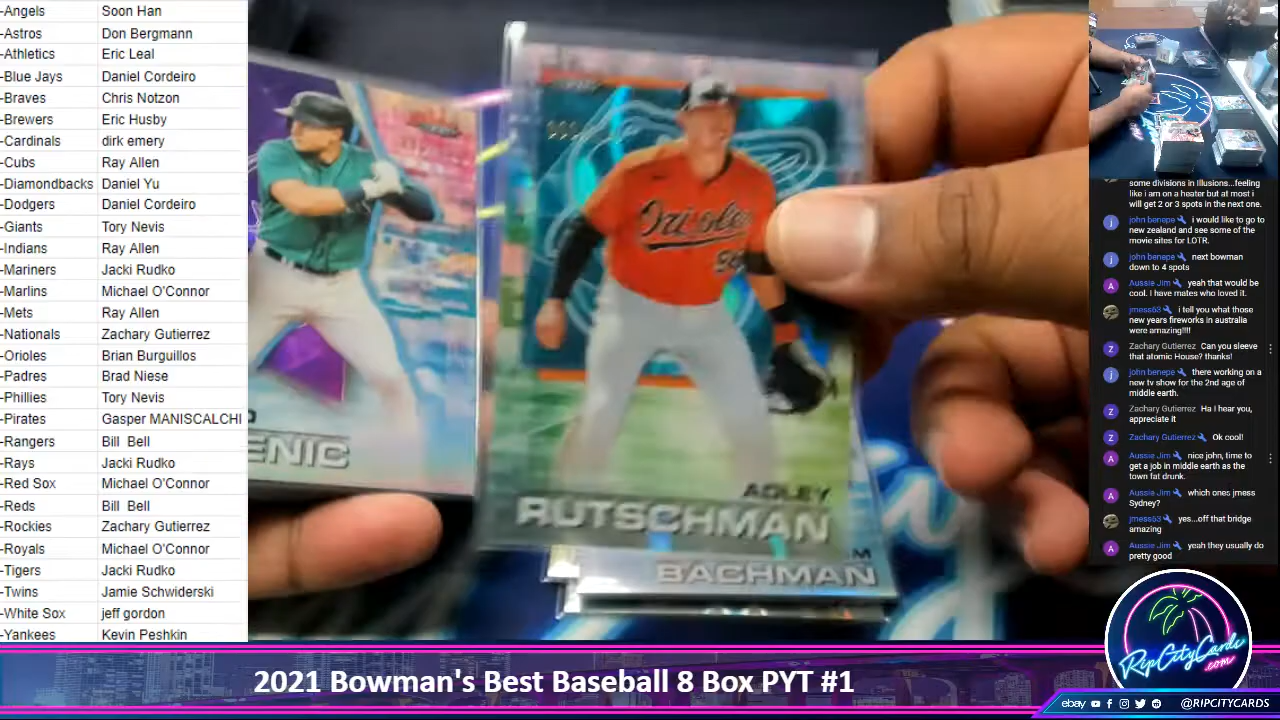 -Angels Soon Han
-Astros Don Bergmann
-Athletics Eric Leal
-Blue Jays Daniel Cordeiro
-Braves Chris Notzon
-Brewers Eric Husby
-Cardinals dirk emery
-Cubs Ray Allen
-Diamondbacks Daniel Yu
-Dodgers Daniel Cordeiro
-Giants Tory Nevis
-Indians Ray Allen
-Mariners Jacki Rudko
-Marlins Michael O'Connor
-Mets Ray Allen
-Nationals Zachary Gutierrez
-Orioles Brian Burguillos
-Padres Brad Niese
-Phillies Tory Nevis
-Pirates Gasper MANISCALCHI
-Rangers Bill Bell
-Rays Jacki Rudko
-Red Sox Michael O'Connor
-Reds Bill Bell
-Rockies Zachary Gutierrez
-Royals Michael O'Connor
-Tigers Jacki Rudko
-Twins Jamie Schwiderski
-White Sox jeff gordon
-Yankees Kevin Peshkin
ENIC
Orioles
ADLEY
RUTSCHMAN
BACHMAN
some divisions in Illusions...feeling
like i am on a heater but at most i
will get 2 or 3 spots in the next one.
john benepe i would like to go to
new zealand and see some of the
movie sites for LOTR.
john benepe next bowman
down to 4 spots
Aussie Jim yeah that would be
cool. I have mates who loved it.
jmess63 i tell you what those
new years fireworks in australia
were amazing!!!!
Zachary Gutierrez Can you sleeve
that atomic House? thanks!
john benepe there working on a
new tv show for the 2nd age of
middle earth.
Zachary Gutierrez Ha I hear you,
appreciate it
Zachary Gutierrez Ok cool!
Aussie Jim nice john, time to
get a job in middle earth as the
town fat drunk.
Aussie Jim which ones jmess
Sydney?
jmess63 yes...off that bridge
amazing
Aussie Jim yeah they usually do
pretty good
RipCityCards
.com
2021 Bowman's Best Baseball 8 Box PYT #1
ebay @RIPCITYCARDS